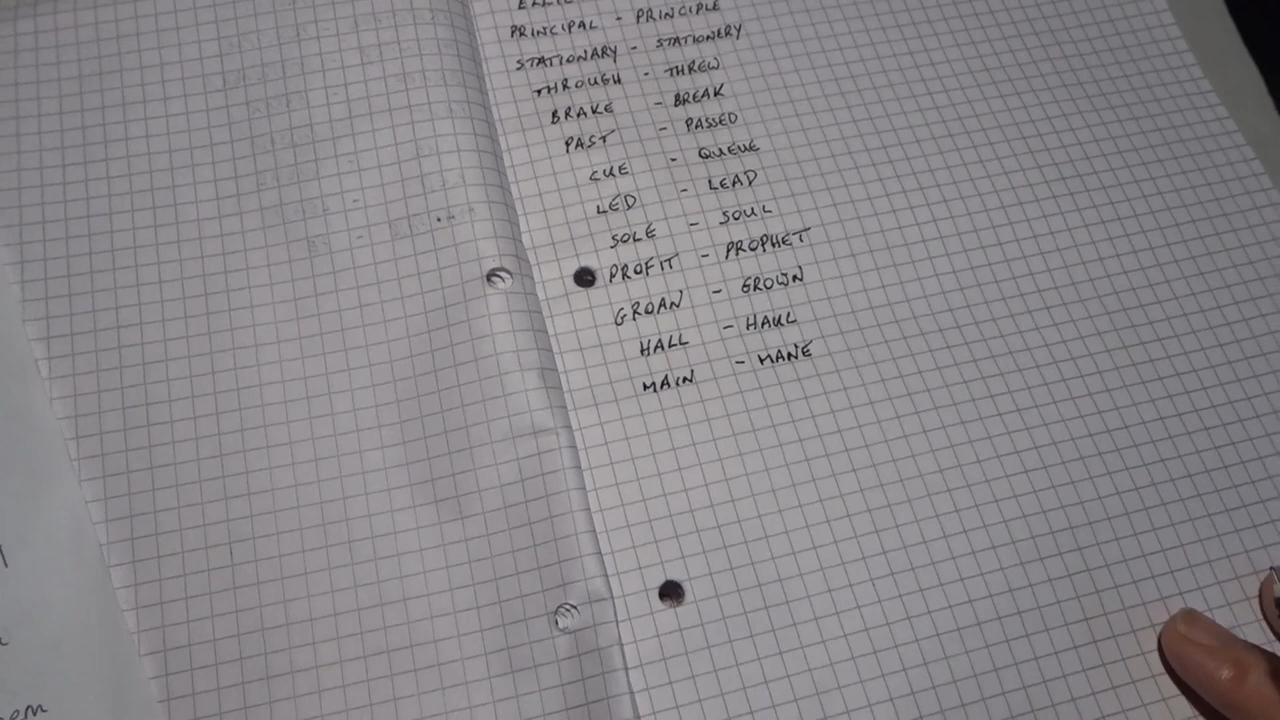 PRINCIPAL - PRINCIPLE
STATIONARY - STATIONERY
THROUGH - THREW
BRAKE - BREAK
PAST - PASSED
CUE - QUEUE
LED - LEAD
SOLE - SOUL
PROFIT - PROPHET
GROAN - GROWN
HALL - HAUL
MAIN - MANE